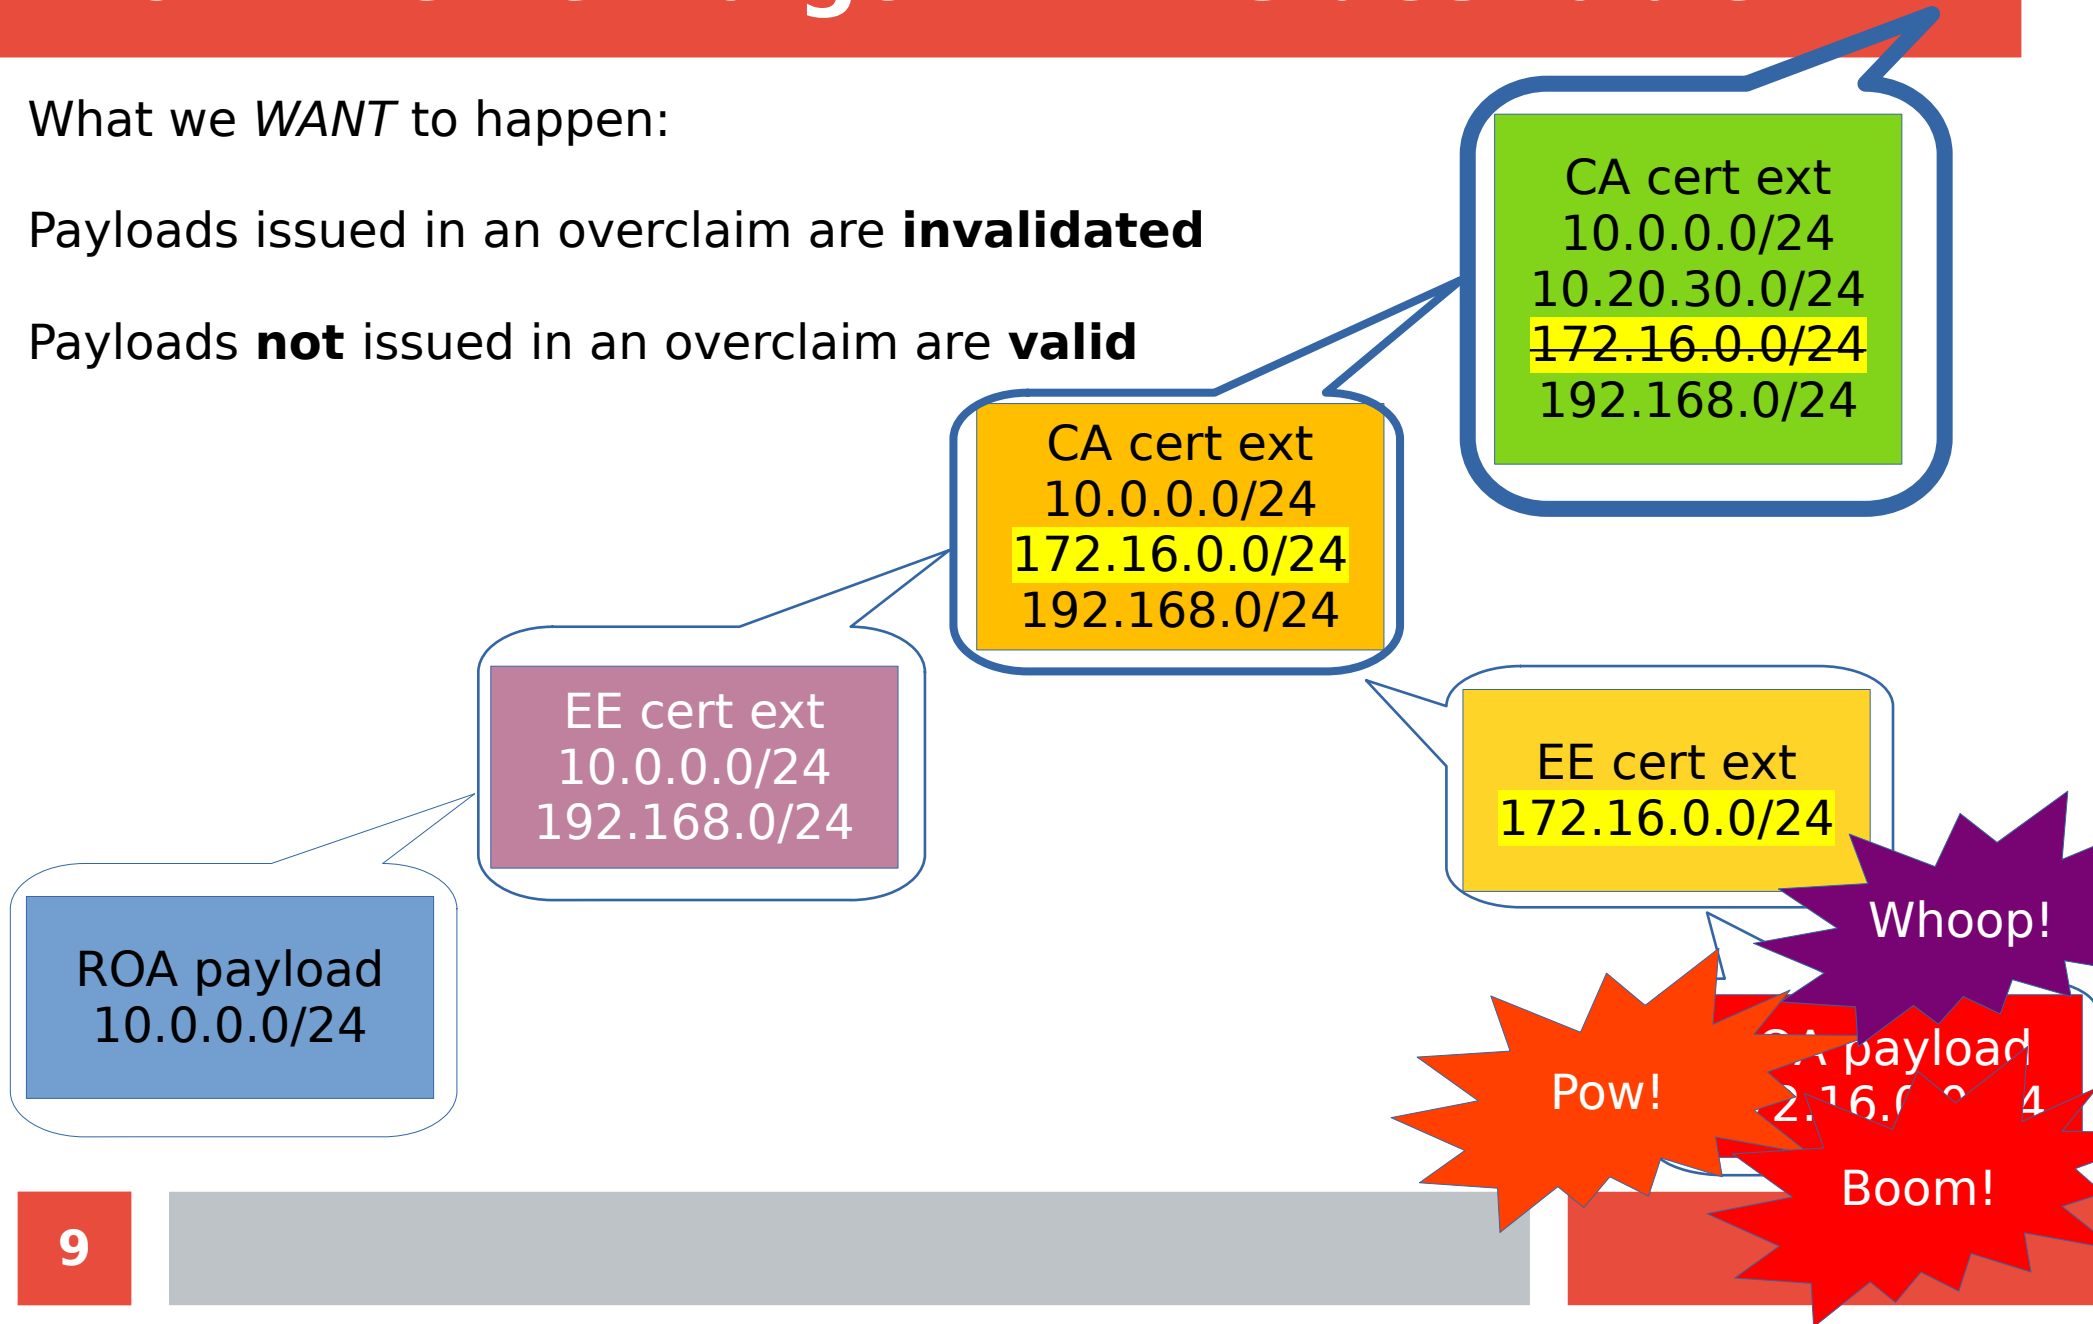 What we WANT to happen:
Payloads issued in an overclaim are invalidated
Payloads not issued in an overclaim are valid
CA cert ext
10.0.0.0/24
10.20.30.0/24
172.16.0.0/24
192.168.0/24
CA cert ext
10.0.0.0/24
172.16.0.0/24
192.168.0/24
EE cert ext
10.0.0.0/24
192.168.0/24
EE cert ext
172.16.0.0/24
ROA payload
10.0.0.0/24
Whoop!
payload
Pow!
Boom!
9